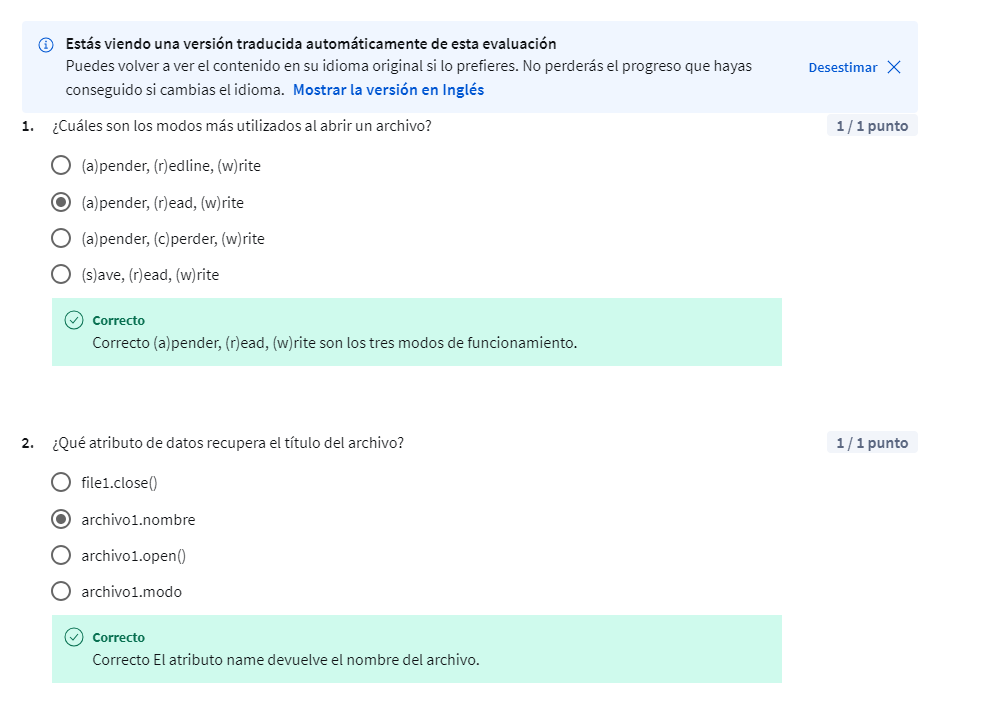 Estás viendo una versión traducida automáticamente de esta evaluación
Puedes volver a ver el contenido en su idioma original si lo prefieres. No perderás el progreso que hayas
conseguido si cambias el idioma. Mostrar la versión en Inglés
Desestimar
1. ¿Cuáles son los modos más utilizados al abrir un archivo?
1 / 1 punto
(a)pender, (r)edline, (w)rite
(a)pender, (r)ead, (w)rite
(a)pender, (c)perder, (w)rite
(s)ave, (r)ead, (w)rite
Correcto
Correcto (a)pender, (r)ead, (w)rite son los tres modos de funcionamiento.
2. ¿Qué atributo de datos recupera el título del archivo?
1 / 1 punto
file1.close()
archivo1.nombre
archivo1.open()
archivo1.modo
Correcto
Correcto El atributo name devuelve el nombre del archivo.